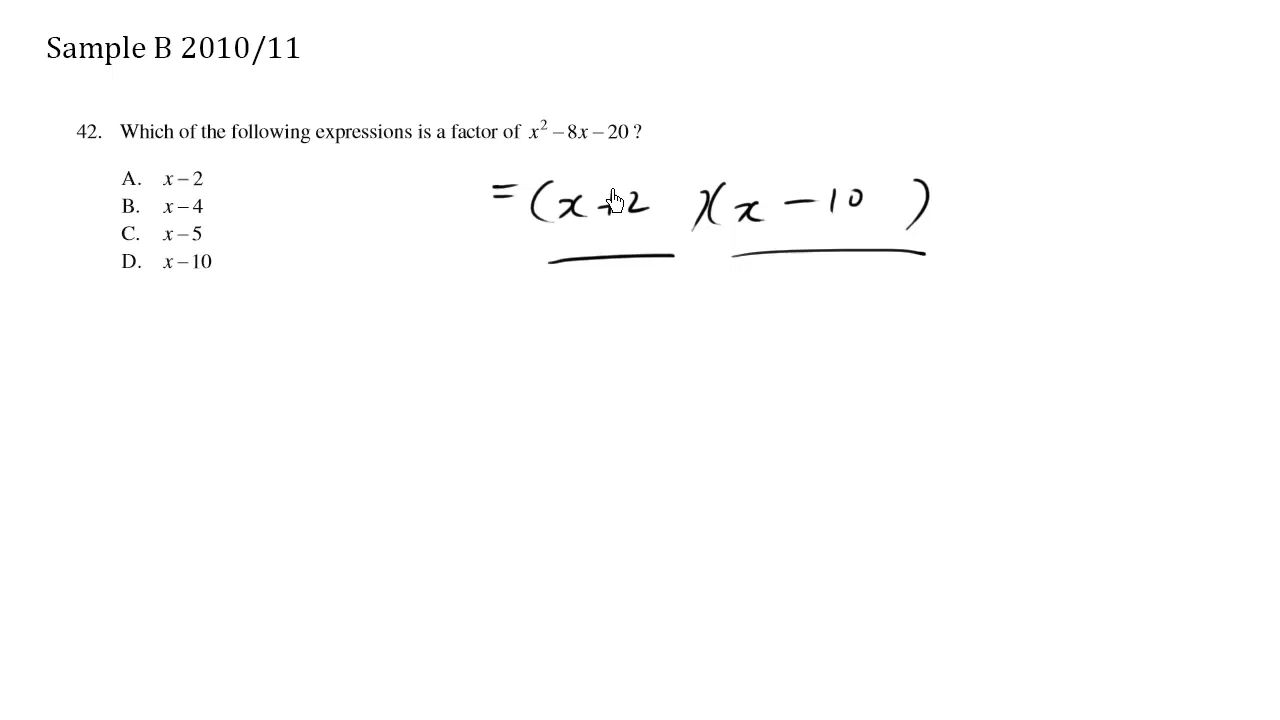 Sample B 2010/11
42. Which of the following expressions is a factor of x² – 8x – 20 ?
A. x – 2
B. x – 4
C. x – 5
D. x – 10
= (x + 2 )(x – 10 )